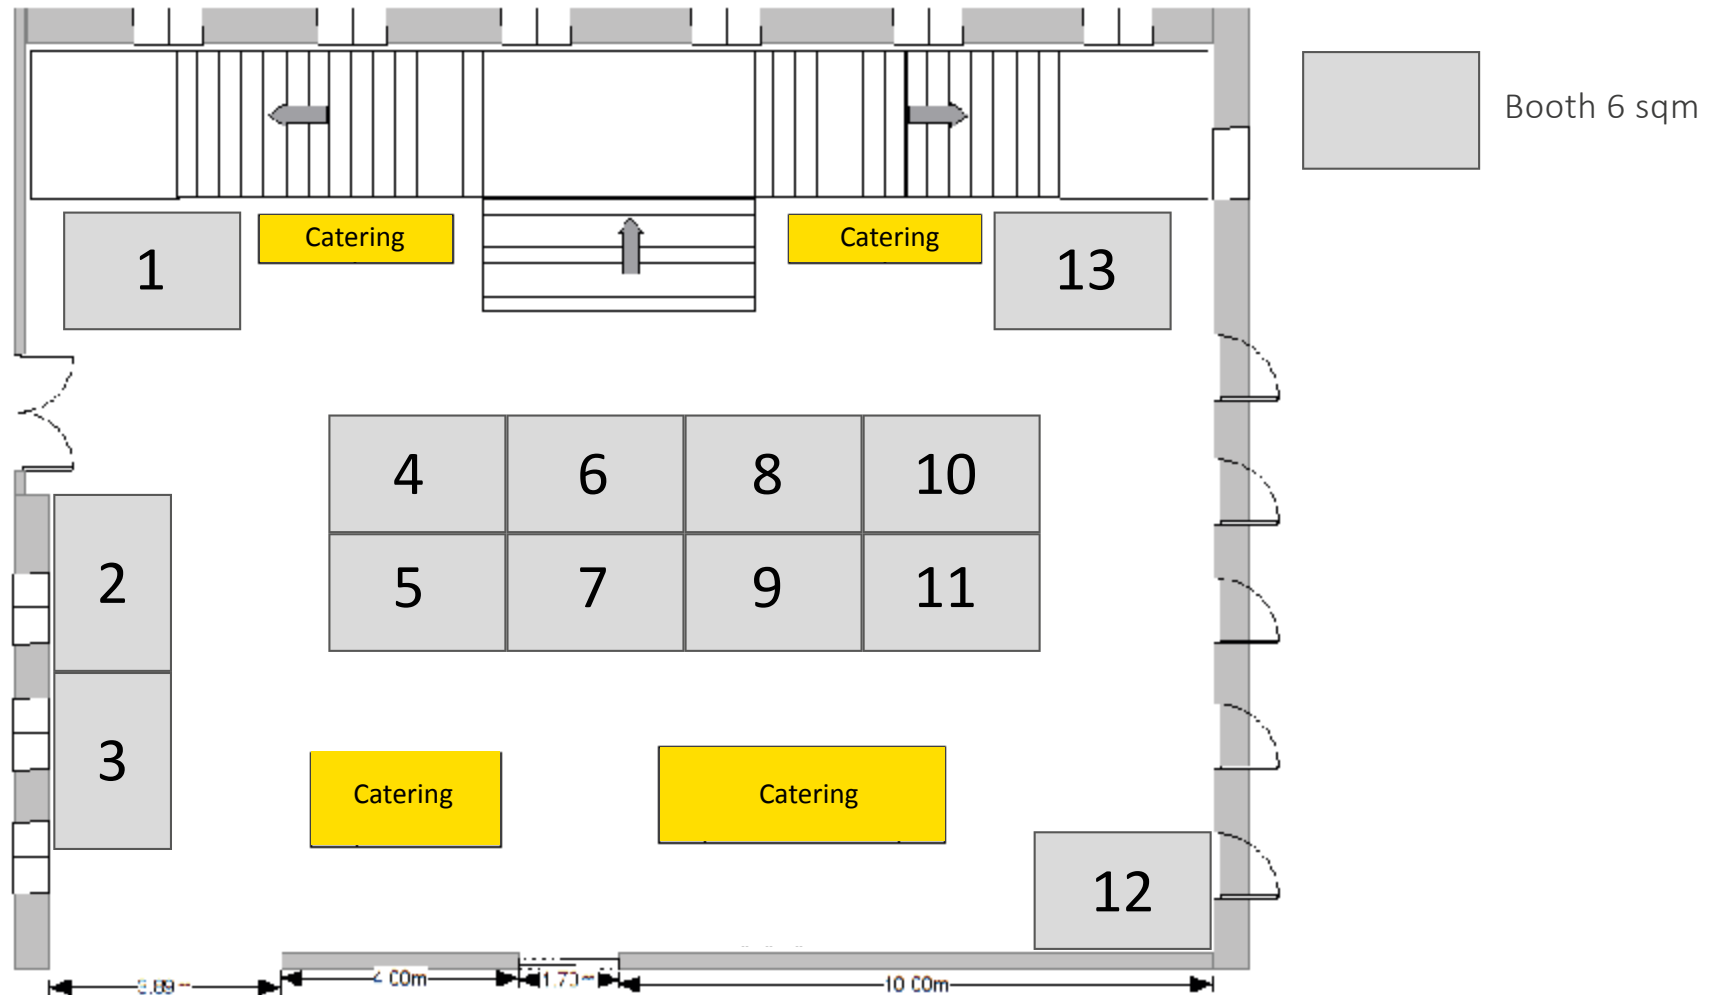 Booth 6 sqm
Catering
Catering
1
13
4
6
8
10
2
5
7
9
11
3
Catering
Catering
12
4.00m
10.00m